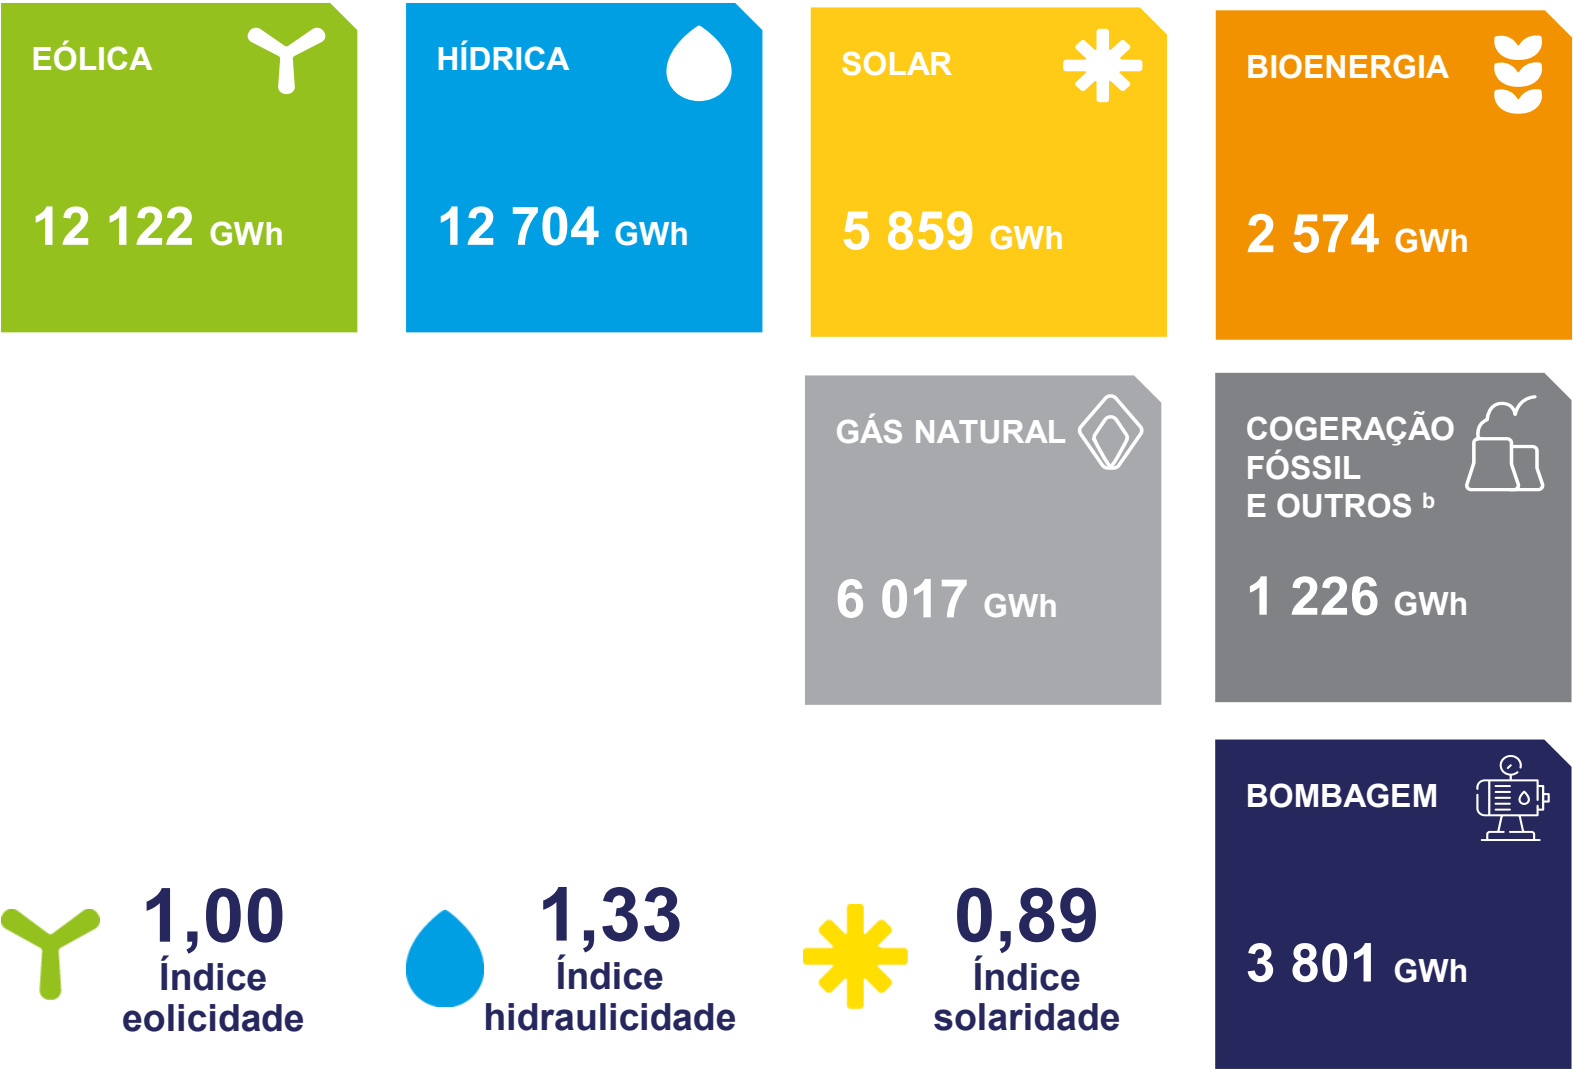 EÓLICA
12 122 GWh
HÍDRICA
12 704 GWh
SOLAR
5 859 GWh
BIOENERGIA
2 574 GWh
GÁS NATURAL
6 017 GWh
COGERAÇÃO
FÓSSIL
E OUTROS b
1 226 GWh
BOMBAGEM
3 801 GWh
1,00
Índice
eolicidade
1,33
Índice
hidraulicidade
0,89
Índice
solaridade